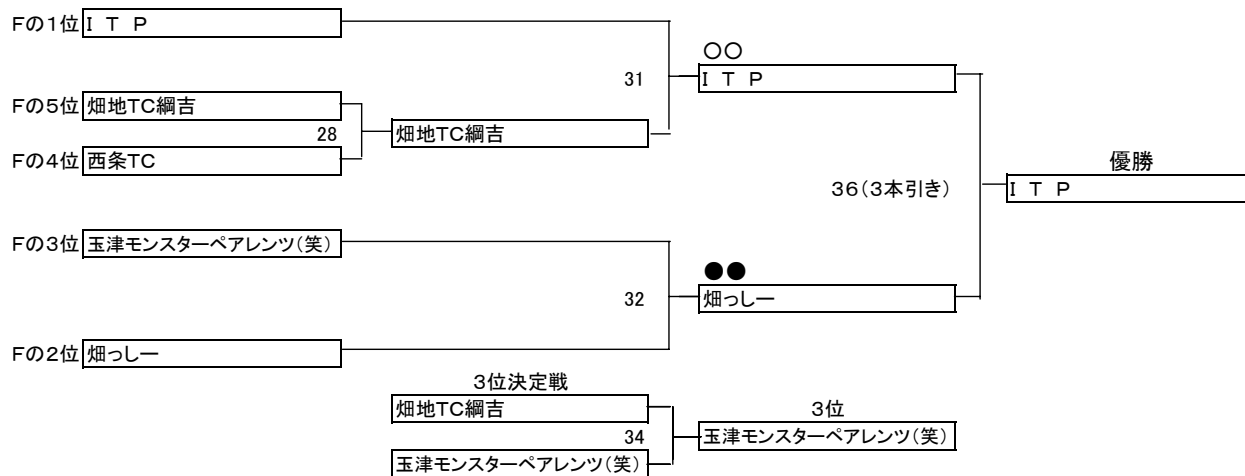 Fの1位 I T P
○○
31 I T P
Fの5位 畑地TC綱吉
28 畑地TC綱吉
Fの4位 西条TC
優勝
36(3本引き) I T P
Fの3位 玉津モンスターペアレンツ(笑)
●●
32 畑っしー
Fの2位 畑っしー
3位決定戦
畑地TC綱吉 3位
34 玉津モンスターペアレンツ(笑)
玉津モンスターペアレンツ(笑)